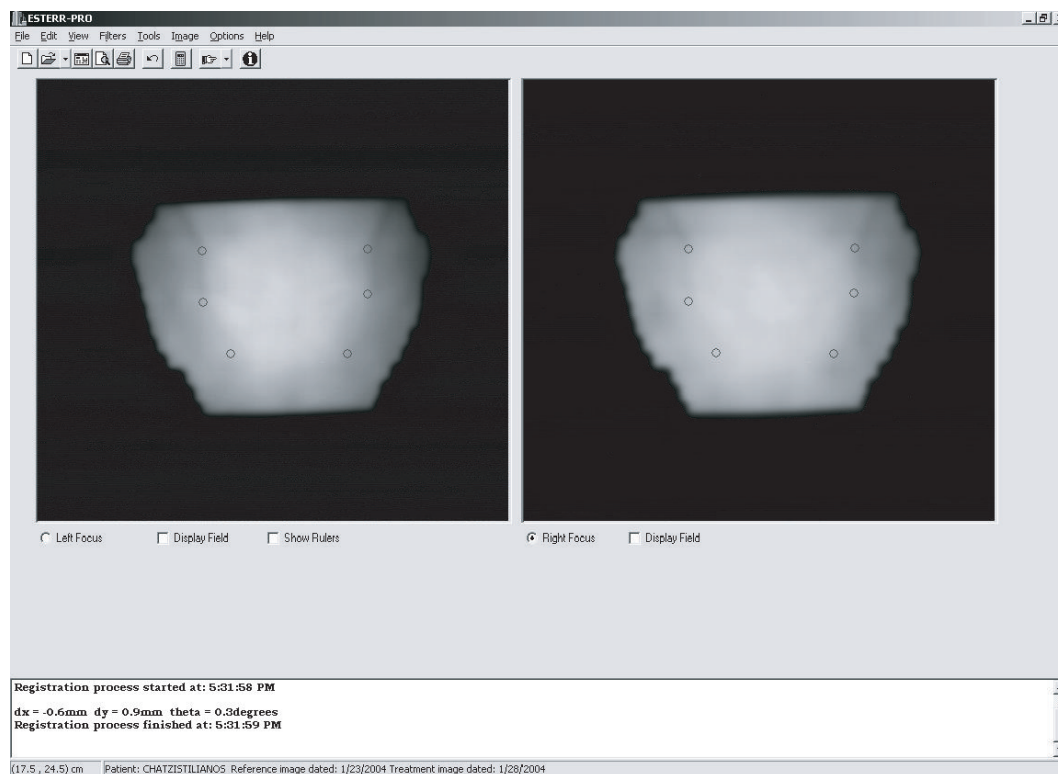 ESTERR-PRO
File Edit View Filters Tools Image Options Help
Left Focus Display Field Show Rulers Right Focus Display Field
Registration process started at: 5:31:58 PM
dx = -0.6mm dy = 0.9mm theta = 0.3degrees
Registration process finished at: 5:31:59 PM
(17.5 , 24.5) cm Patient: CHATZISTILIANOS Reference image dated: 1/23/2004 Treatment image dated: 1/28/2004